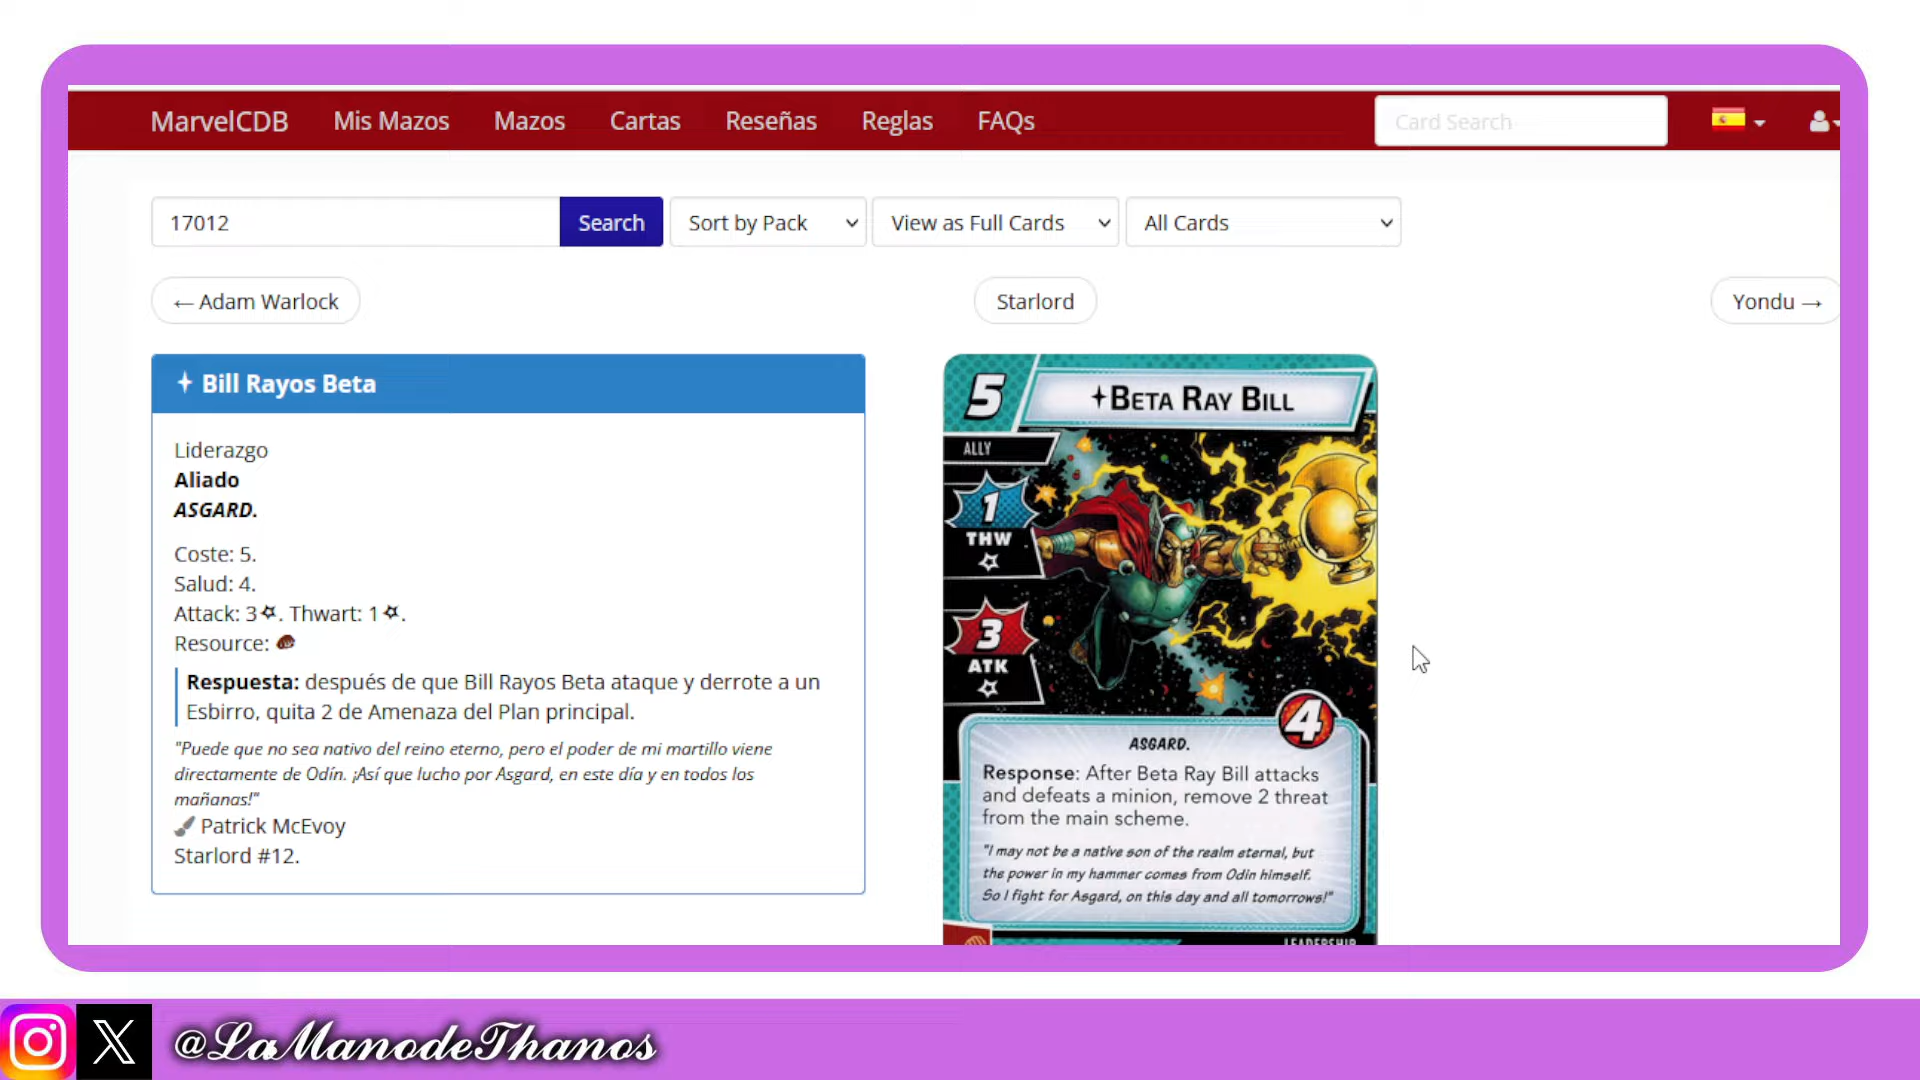 MarvelCDB Mis Mazos Mazos Cartas Reseñas Reglas FAQs Card Search
17012 Search Sort by Pack View as Full Cards All Cards
← Adam Warlock Starlord Yondu →
Bill Rayos Beta
Liderazgo
Aliado
ASGARD.
Coste: 5.
Salud: 4.
Attack: 3. Thwart: 1.
Resource:
Respuesta: después de que Bill Rayos Beta ataque y derrote a un
Esbirro, quita 2 de Amenaza del Plan principal.
"Puede que no sea nativo del reino eterno, pero el poder de mi martillo viene
directamente de Odín. ¡Así que lucho por Asgard, en este día y en todos los
mañanas!"
Patrick McEvoy
Starlord #12.
5 BETA RAY BILL
ALLY
1
THW
3
ATK
4
ASGARD.
Response: After Beta Ray Bill attacks
and defeats a minion, remove 2 threat
from the main scheme.
"I may not be a native son of the realm eternal, but
the power in my hammer comes from Odin himself.
So I fight for Asgard, on this day and all tomorrows!"
LEADERSHIP
X @LaManodeThanos